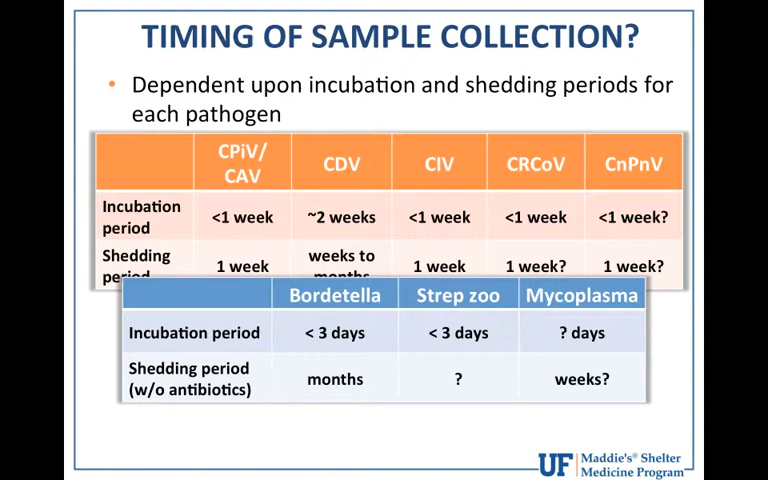 TIMING OF SAMPLE COLLECTION?
• Dependent upon incubation and shedding periods for
each pathogen
CPiV/
CAV
CDV
CIV
CRCoV
CnPnV
Incubation
period
<1 week
~2 weeks
<1 week
<1 week
<1 week?
Shedding
period
1 week
weeks to
months
1 week
1 week?
1 week?
Bordetella
Strep zoo
Mycoplasma
Incubation period
< 3 days
< 3 days
? days
Shedding period
(w/o antibiotics)
months
?
weeks?
UF
Maddie's® Shelter
Medicine Program